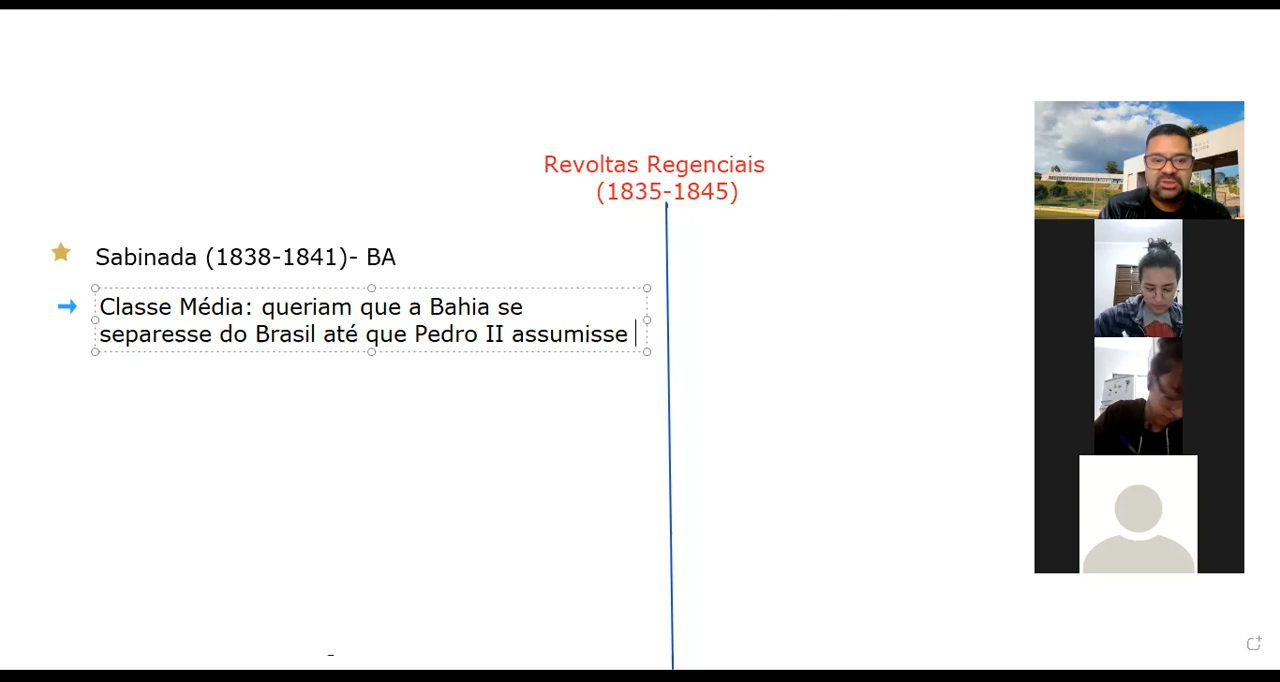 Revoltas Regenciais
(1835-1845)
Sabinada (1838-1841)- BA
Classe Média: queriam que a Bahia se
separesse do Brasil até que Pedro II assumisse